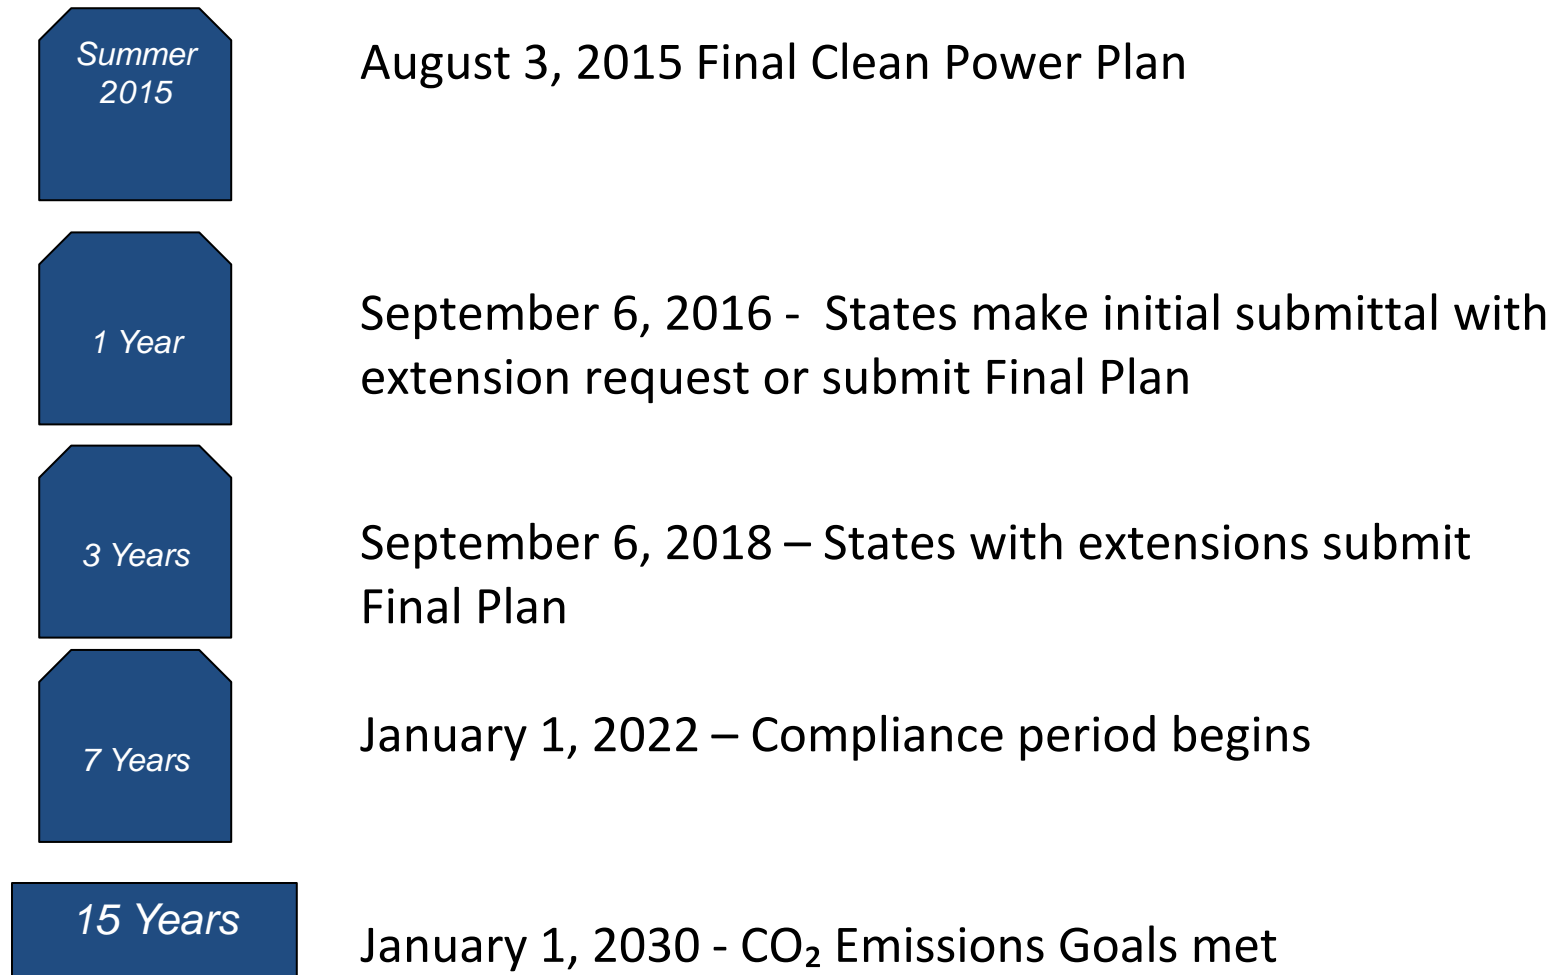 Summer
2015
August 3, 2015 Final Clean Power Plan
1 Year
September 6, 2016 -  States make initial submittal with
extension request or submit Final Plan
3 Years
September 6, 2018 – States with extensions submit
Final Plan
7 Years
January 1, 2022 – Compliance period begins
15 Years
January 1, 2030 - CO₂ Emissions Goals met